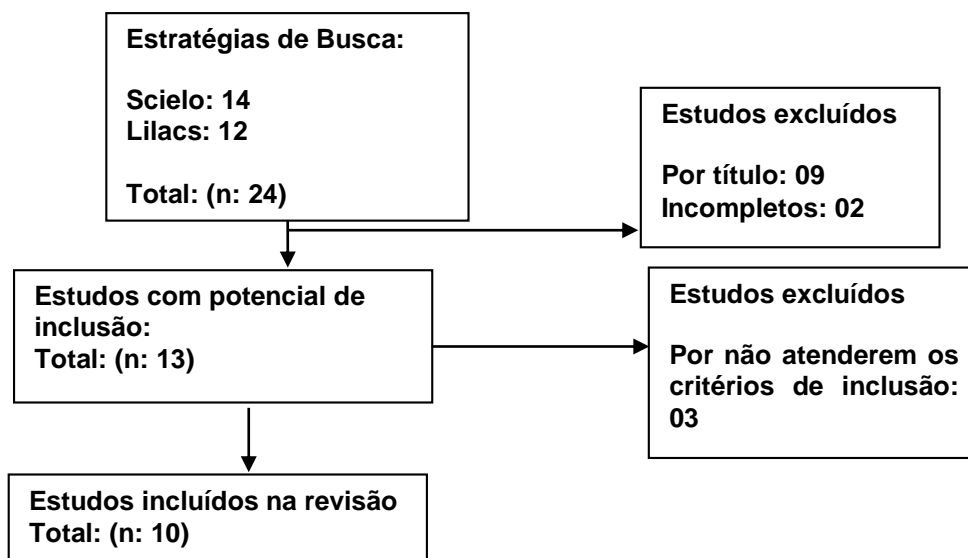 Estratégias de Busca:
Scielo: 14
Lilacs: 12
Total: (n: 24)
Estudos excluídos
Por título: 09
Incompletos: 02
Estudos com potencial de
inclusão:
Total: (n: 13)
Estudos excluídos
Por não atenderem os
critérios de inclusão:
03
Estudos incluídos na revisão
Total: (n: 10)